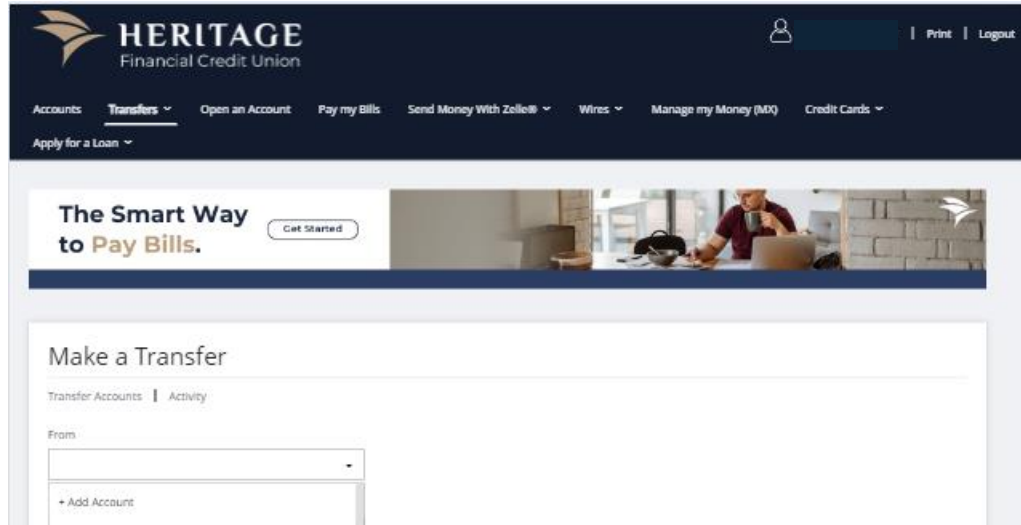 HERITAGE
Financial Credit Union
| Print | Logout
Accounts Transfers Open an Account Pay my Bills Send Money With Zelle® Wires Manage my Money (MX) Credit Cards
Apply for a Loan
The Smart Way
to Pay Bills.
Get Started
Make a Transfer
Transfer Accounts | Activity
From
+ Add Account